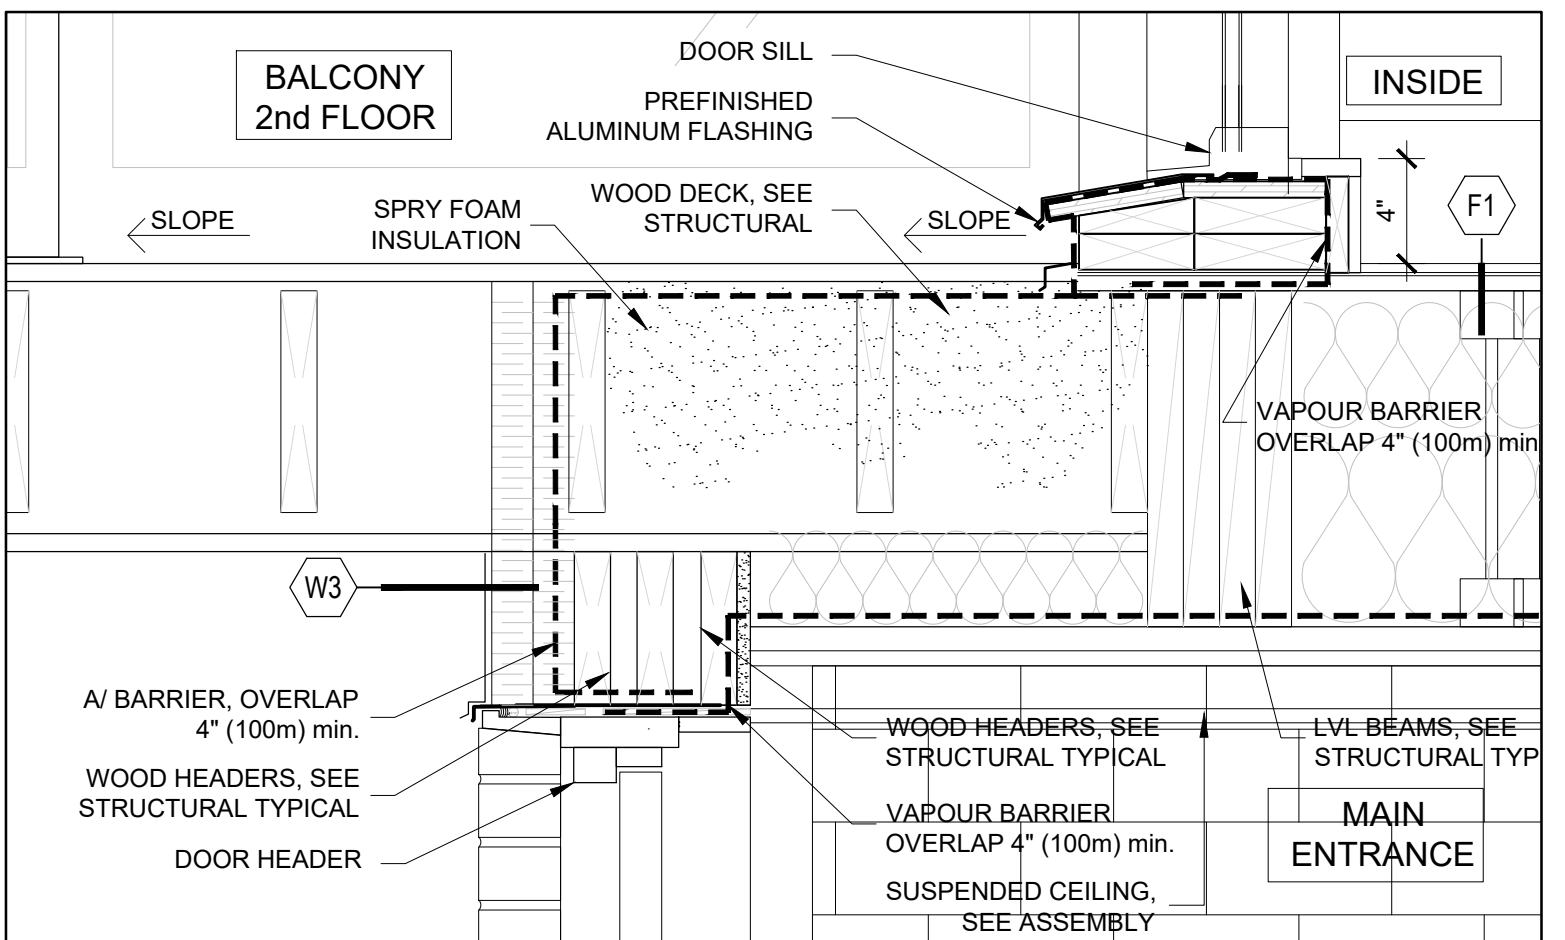 BALCONY
2nd FLOOR
DOOR SILL
PREFINISHED
ALUMINUM FLASHING
INSIDE
SLOPE
SPRY FOAM
INSULATION
WOOD DECK, SEE
STRUCTURAL
SLOPE
4"
F1
VAPOUR BARRIER
OVERLAP 4" (100m) min
W3
A/ BARRIER, OVERLAP
4" (100m) min.
WOOD HEADERS, SEE
STRUCTURAL TYPICAL
DOOR HEADER
WOOD HEADERS, SEE
STRUCTURAL TYPICAL
LVL BEAMS, SEE
STRUCTURAL TYP
VAPOUR BARRIER
OVERLAP 4" (100m) min.
MAIN
ENTRANCE
SUSPENDED CEILING,
SEE ASSEMBLY